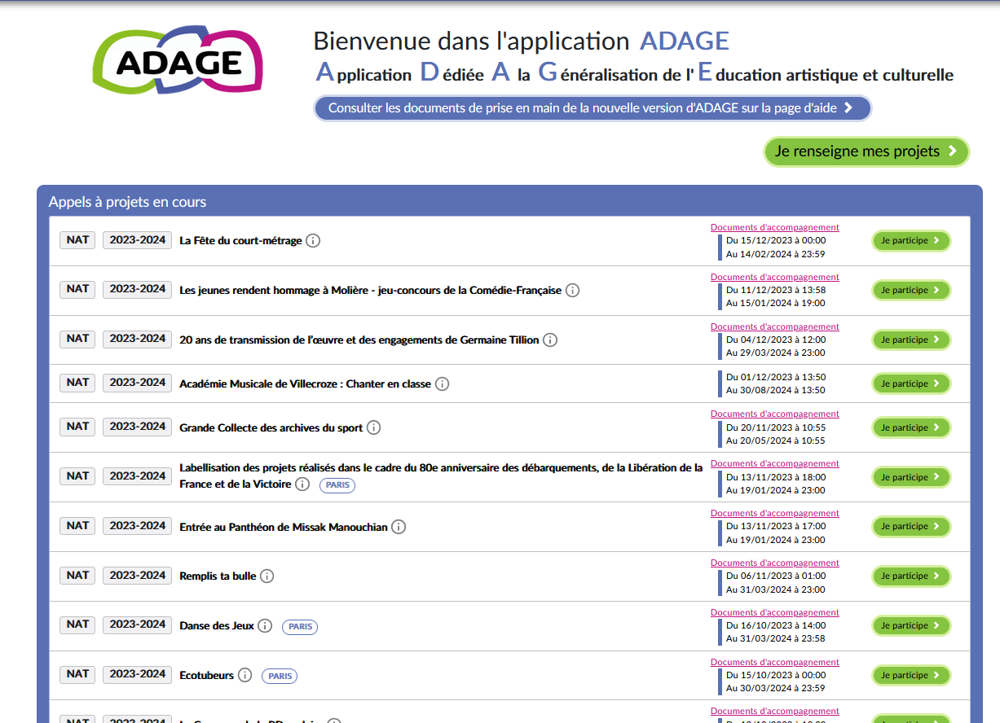 ADAGE
Bienvenue dans l'application ADAGE
Application Dédiée A la Généralisation de l'Education artistique et culturelle
Consulter les documents de prise en main de la nouvelle version d'ADAGE sur la page d'aide
Je renseigne mes projets
Appels à projets en cours
NAT 2023-2024 La Fête du court-métrage
Documents d'accompagnement
Du 15/12/2023 à 00:00
Au 14/02/2024 à 23:59
Je participe
NAT 2023-2024 Les jeunes rendent hommage à Molière - jeu-concours de la Comédie-Française
Documents d'accompagnement
Du 11/12/2023 à 13:58
Au 15/01/2024 à 19:00
Je participe
NAT 2023-2024 20 ans de transmission de l'œuvre et des engagements de Germaine Tillion
Documents d'accompagnement
Du 04/12/2023 à 12:00
Au 29/03/2024 à 23:00
Je participe
NAT 2023-2024 Académie Musicale de Villecroze : Chanter en classe
Du 01/12/2023 à 13:50
Au 30/08/2024 à 13:50
Je participe
NAT 2023-2024 Grande Collecte des archives du sport
Documents d'accompagnement
Du 20/11/2023 à 10:55
Au 20/05/2024 à 10:55
Je participe
NAT 2023-2024 Labellisation des projets réalisés dans le cadre du 80e anniversaire des débarquements, de la Libération de la
France et de la Victoire PARIS
Documents d'accompagnement
Du 13/11/2023 à 18:00
Au 19/01/2024 à 23:00
Je participe
NAT 2023-2024 Entrée au Panthéon de Missak Manouchian
Documents d'accompagnement
Du 13/11/2023 à 17:00
Au 19/01/2024 à 23:00
Je participe
NAT 2023-2024 Remplis ta bulle
Documents d'accompagnement
Du 06/11/2023 à 01:00
Au 31/03/2024 à 23:00
Je participe
NAT 2023-2024 Danse des Jeux PARIS
Documents d'accompagnement
Du 16/10/2023 à 14:00
Au 31/03/2024 à 23:58
Je participe
NAT 2023-2024 Ecotubeurs PARIS
Documents d'accompagnement
Du 15/10/2023 à 00:00
Au 30/03/2024 à 23:59
Je participe
NAT 2023-2024
Documents d'accompagnement